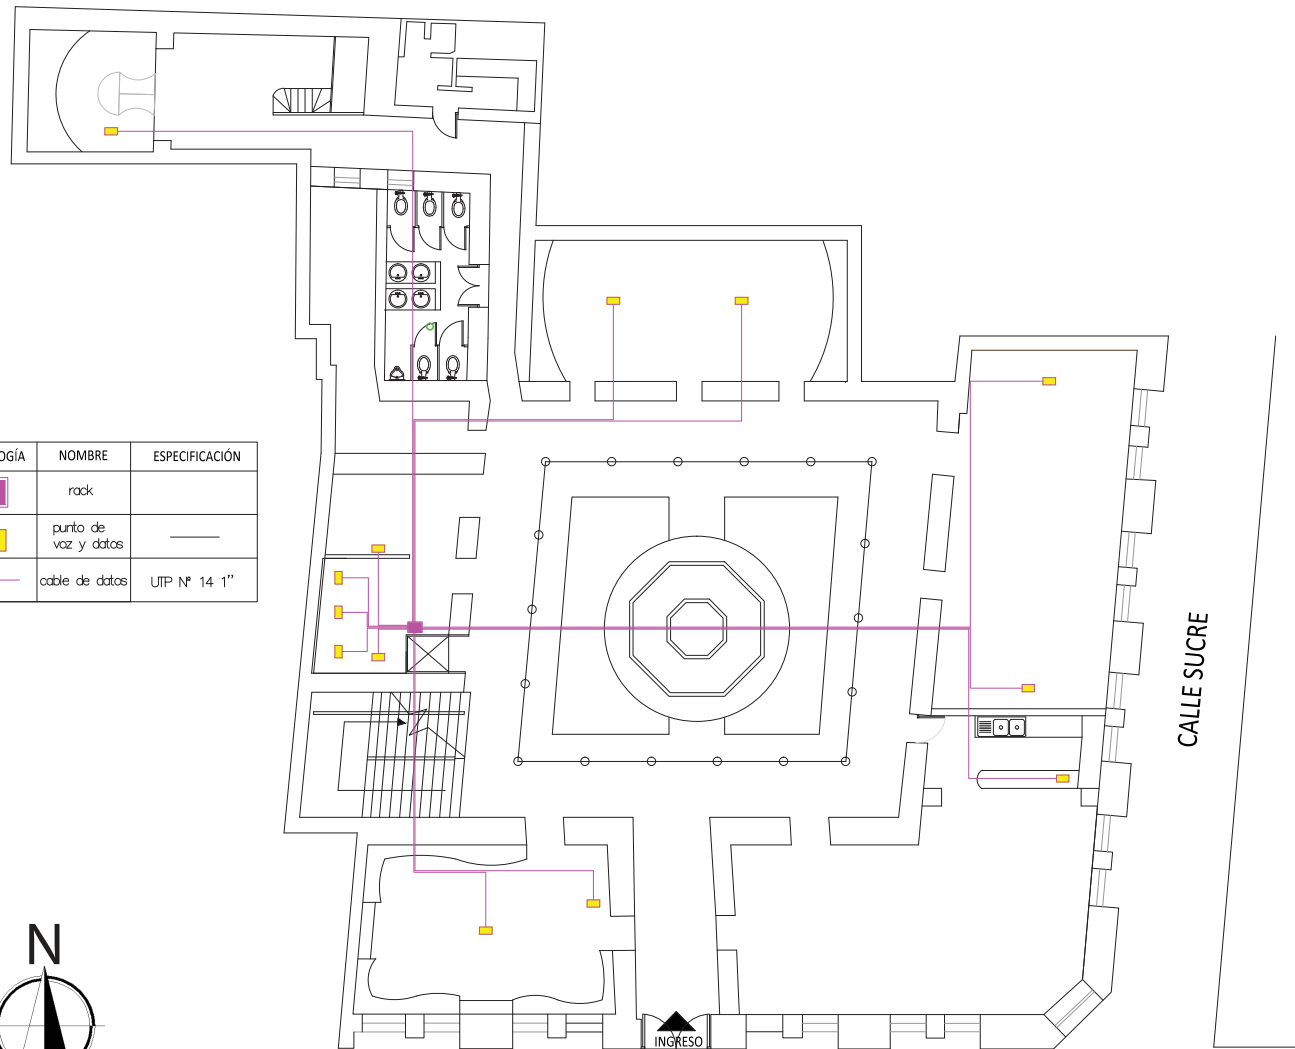 OGÍA NOMBRE ESPECIFICACIÓN
rack
punto de
voz y datos
cable de datos UTP Nº 14 1''
CALLE SUCRE
N
INGRESO